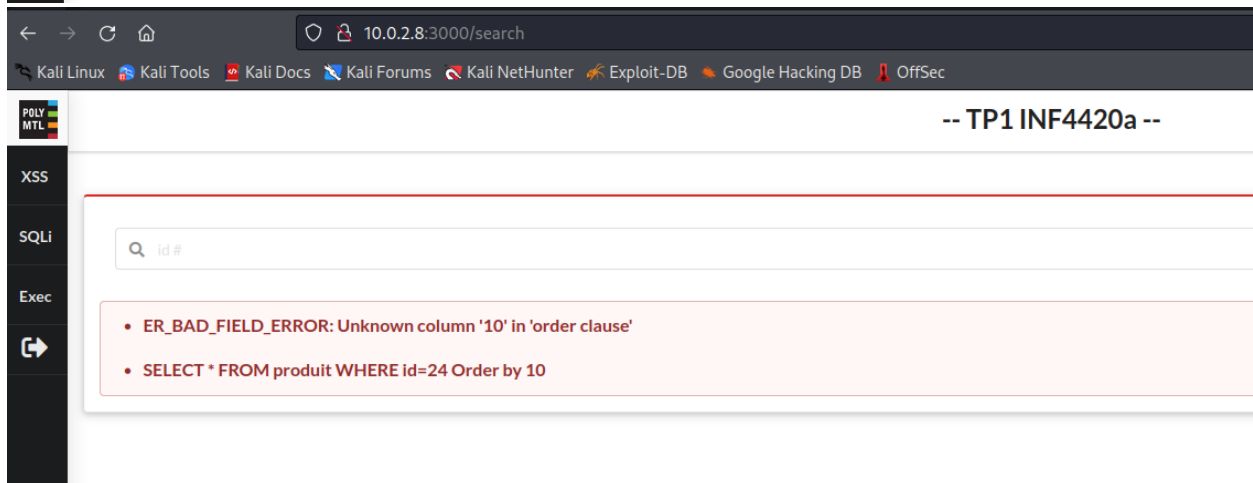 10.0.2.8:3000/search
Kali Linux Kali Tools Kali Docs Kali Forums Kali NetHunter Exploit-DB Google Hacking DB OffSec
POLY
MTL
-- TP1 INF4420a --
XSS
SQLi
id #
Exec
ER_BAD_FIELD_ERROR: Unknown column '10' in 'order clause'
SELECT * FROM produit WHERE id=24 Order by 10